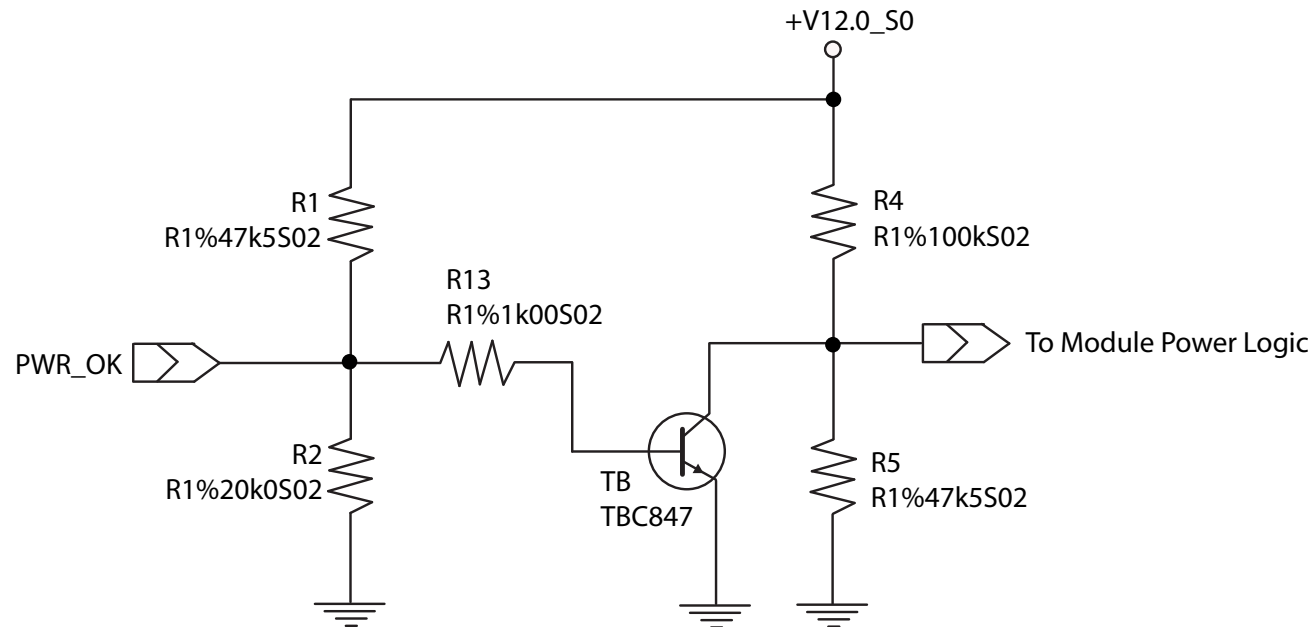 +V12.0_S0
R1
R1%47k5S02
R4
R1%100kS02
R13
R1%1k00S02
PWR_OK
To Module Power Logic
R2
R1%20k0S02
TB
TBC847
R5
R1%47k5S02